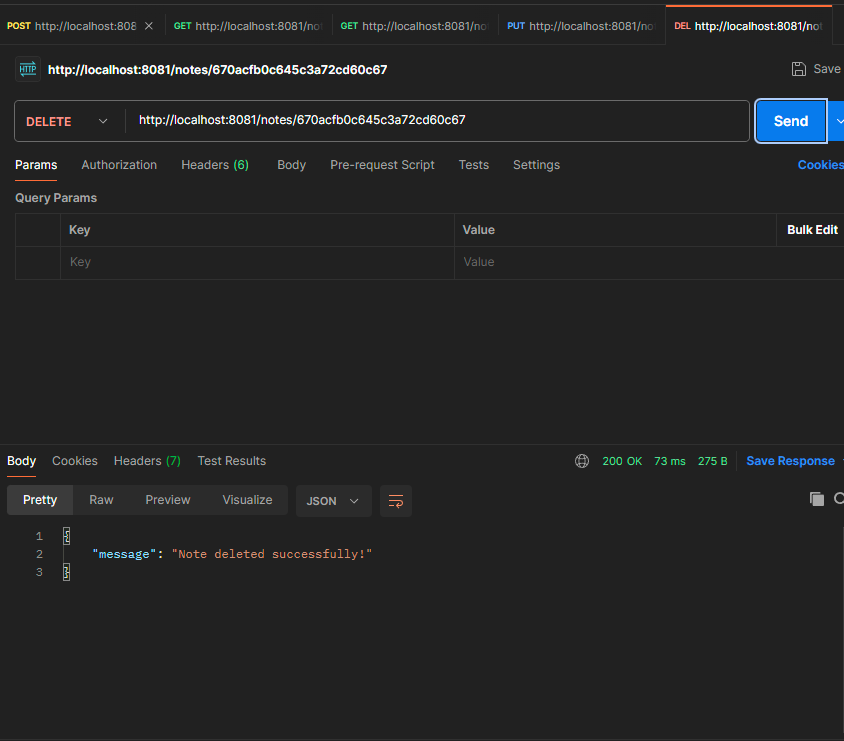 POST http://localhost:808
GET http://localhost:8081/no
GET http://localhost:8081/no
PUT http://localhost:8081/no
DEL http://localhost:8081/not
HTTP http://localhost:8081/notes/670acfb0c645c3a72cd60c67
Save
DELETE http://localhost:8081/notes/670acfb0c645c3a72cd60c67 Send
Params Authorization Headers (6) Body Pre-request Script Tests Settings Cookies
Query Params
Key Value Bulk Edit
Key Value
Body Cookies Headers (7) Test Results 200 OK 73 ms 275 B Save Response
Pretty Raw Preview Visualize JSON
1 {
2 "message": "Note deleted successfully!"
3 }